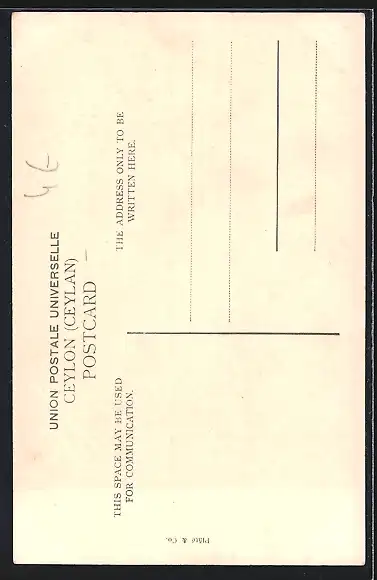 UNION POSTALE UNIVERSELLE
CEYLON (CEYLAN)
POSTCARD
THIS SPACE MAY BE USED
FOR COMMUNICATION.
THE ADDRESS ONLY TO BE
WRITTEN HERE.
Plâté & Co.